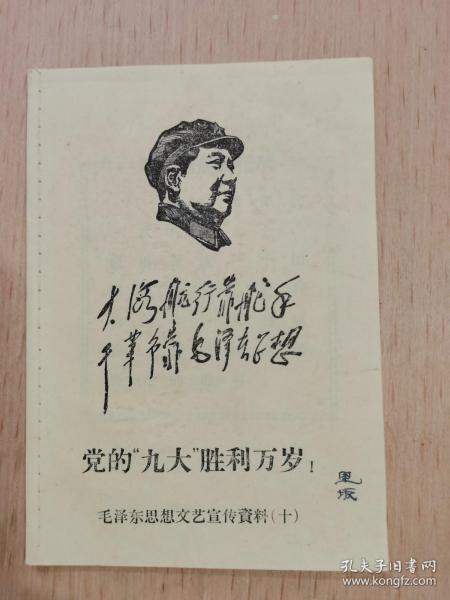 大海航行靠舵手
干革命靠毛泽东思想
党的“九大”胜利万岁！
毛泽东思想文艺宣传資料（十）
孔夫子旧书网
www.kongfz.com